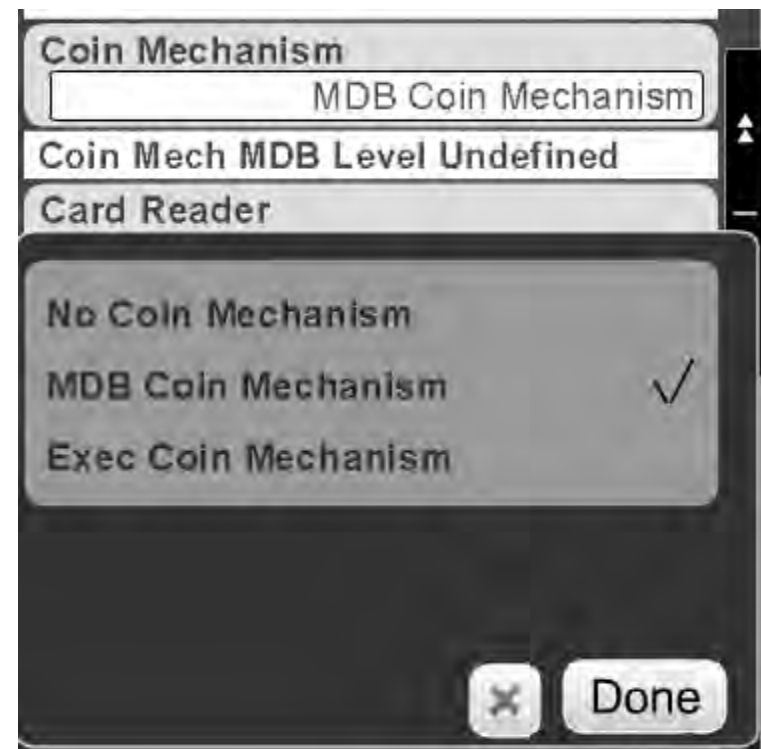 Coin Mechanism
MDB Coin Mechanism
Coin Mech MDB Level Undefined
Card Reader
No Coin Mechanism
MDB Coin Mechanism
Exec Coin Mechanism
Done